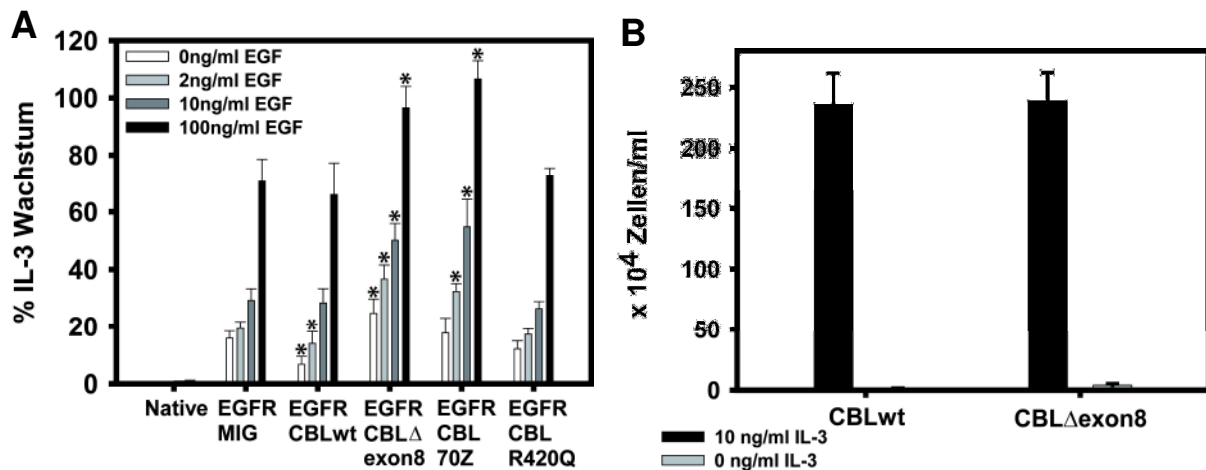 A
120
100
80
60
40
20
0
% IL-3 Wachstum
0ng/ml EGF
2ng/ml EGF
10ng/ml EGF
100ng/ml EGF
* * * * * * * * *
Native
EGFR MIG
EGFR CBLwt
EGFR CBLΔ exon8
EGFR CBL 70Z
EGFR CBL R420Q
B
250
200
150
100
50
0
x 10⁴ Zellen/ml
CBLwt
CBLΔexon8
10 ng/ml IL-3
0 ng/ml IL-3